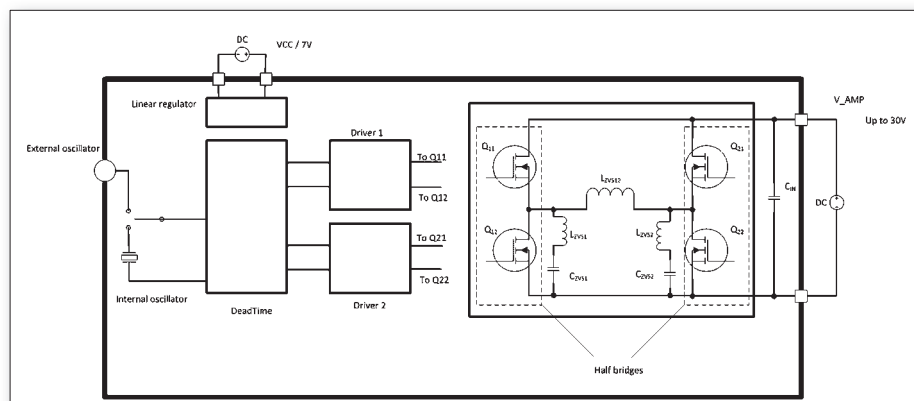 DC
VCC / 7V
Linear regulator
V_AMP
Up to 30V
External oscillator
Driver 1
To Q11
To Q12
Q11
Q21
LZVS12
CIN
DC
To Q21
To Q22
Q12
Q22
LZVS1
LZVS2
CZVS1
CZVS2
Internal oscillator
DeadTime
Driver 2
Half bridges